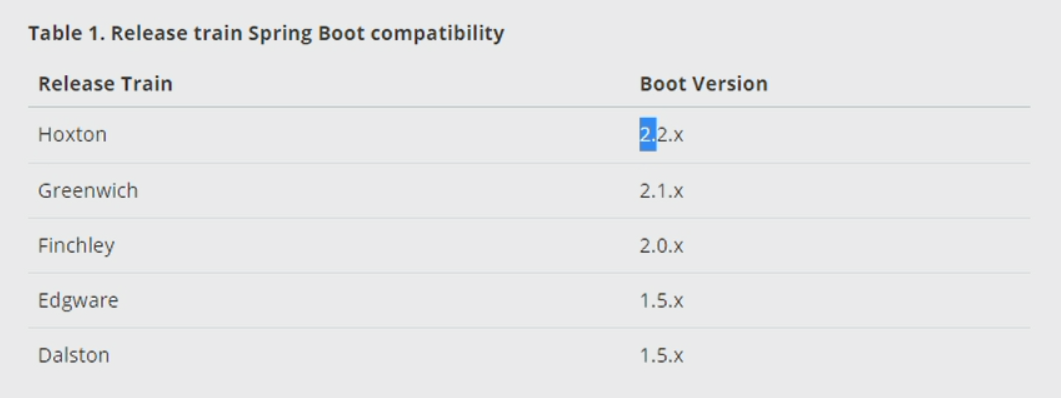 Table 1. Release train Spring Boot compatibility
Release Train Boot Version
Hoxton 2.2.x
Greenwich 2.1.x
Finchley 2.0.x
Edgware 1.5.x
Dalston 1.5.x